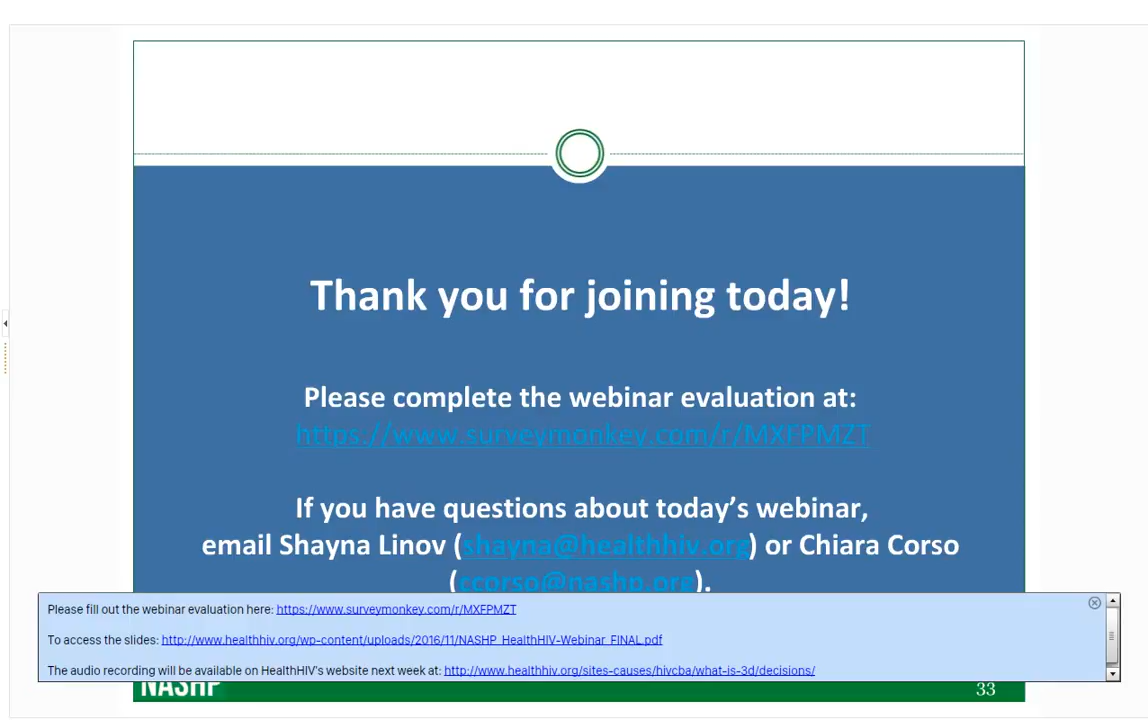 Thank you for joining today!
Please complete the webinar evaluation at:
https://www.surveymonkey.com/r/MXFPMZT
If you have questions about today's webinar,
email Shayna Linov (shayna@healthhiv.org) or Chiara Corso
(ccorso@nashp.org).
Please fill out the webinar evaluation here: https://www.surveymonkey.com/r/MXFPMZT
To access the slides: http://www.healthhiv.org/wp-content/uploads/2016/11/NASHP_HealthHIV-Webinar_FINAL.pdf
The audio recording will be available on HealthHIV's website next week at: http://www.healthhiv.org/sites-causes/hivcba/what-is-3d/decisions/
NASHP
33